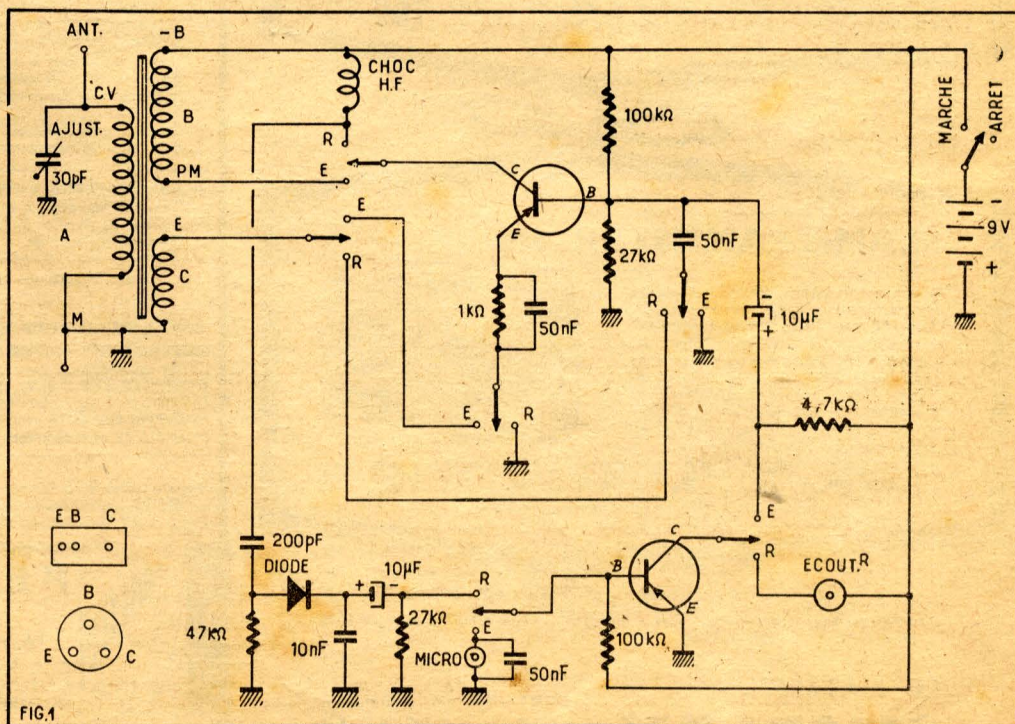 ANT.
-B
CV
AJUST.
30pF
B
PM
A
E
C
M
CHOC
H.F.
R
E
E
R
C
B
E
1kΩ
50nF
E
R
100kΩ
27kΩ
50nF
R
E
-
10µF
+
4,7kΩ
MARCHE
ARRET
-
9V
+
E B C
B
E
C
200pF
DIODE
47kΩ
10nF
+ 10µF -
27kΩ
R
E
MICRO
50nF
B
C
E
100kΩ
E
R
ECOUT.R
FIG.1